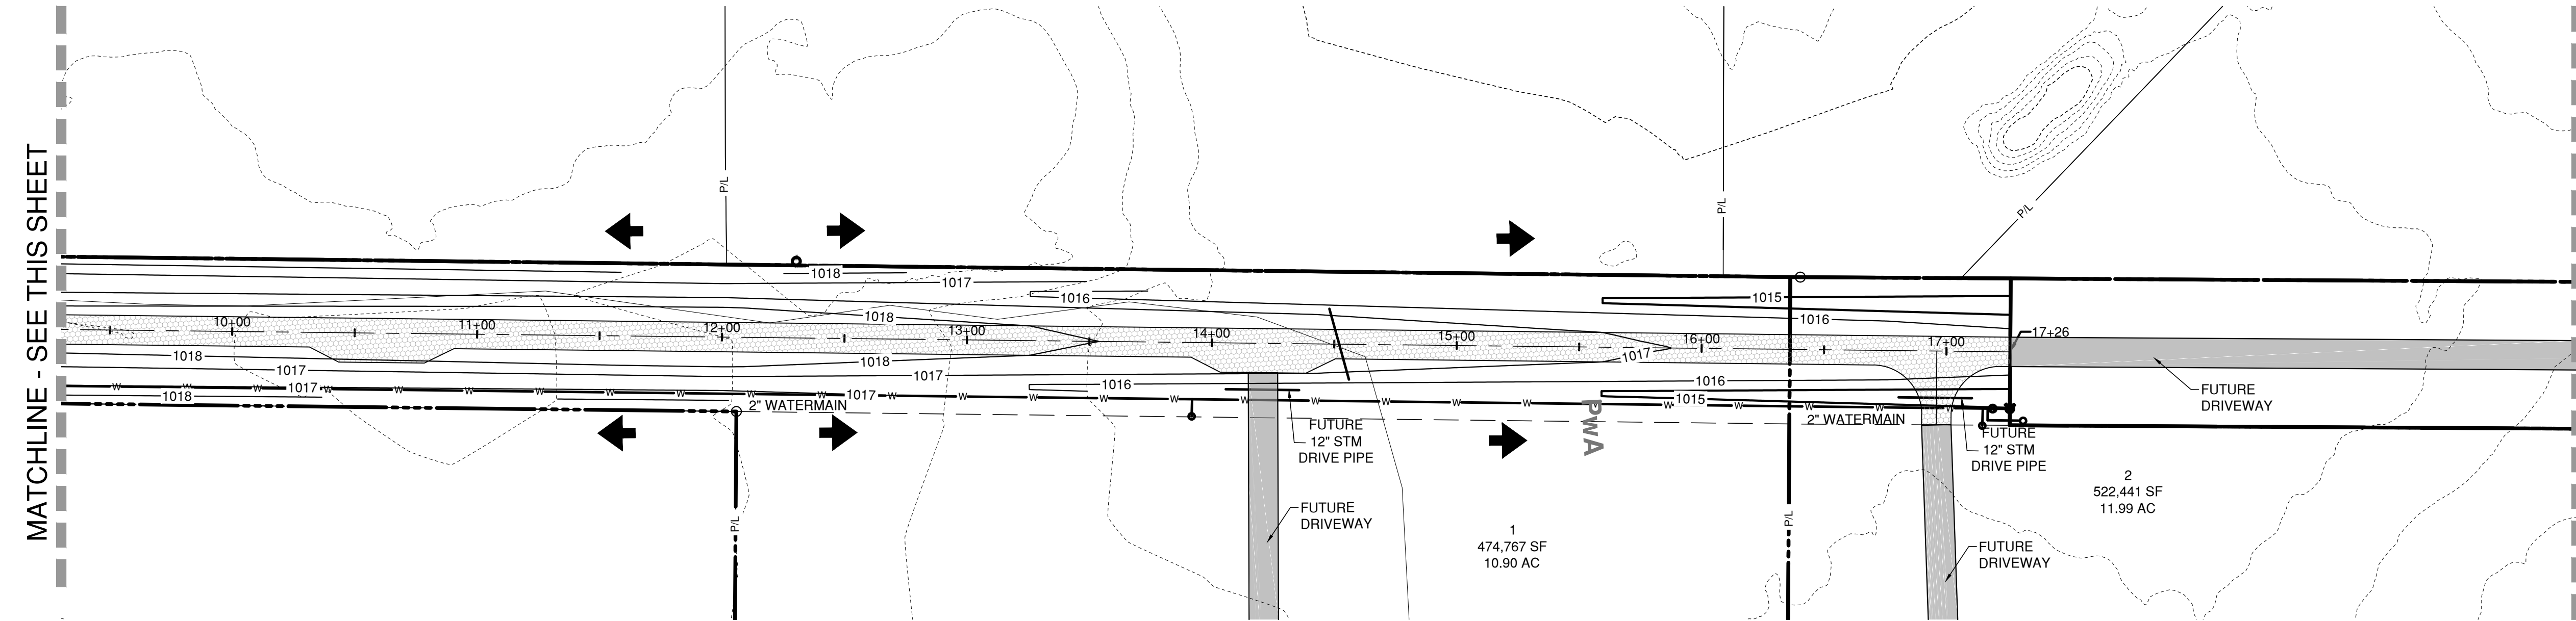 MATCHLINE - SEE THIS SHEET
P/L
P/L
P/L
1018
1017
1016
1015
1016
1018
10+00
11+00
12+00
13+00
14+00
15+00
16+00
17+00
17+26
1018
1018
1017
1017
1017
1016
1016
1017
1017
1018
1015
W W W W W W W W W W W W W W W W W W W W W W W W W W W
2" WATERMAIN
2" WATERMAIN
PwA
FUTURE
12" STM
DRIVE PIPE
FUTURE
12" STM
DRIVE PIPE
FUTURE
DRIVEWAY
FUTURE
DRIVEWAY
FUTURE
DRIVEWAY
P/L
P/L
1
474,767 SF
10.90 AC
2
522,441 SF
11.99 AC